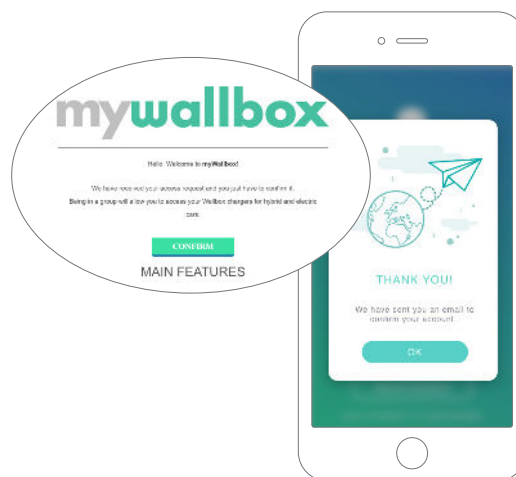 mywallbox
Hello. Welcome to myWallbox!
We have received your access request and you just have to confirm it.
Being in a group will allow you to access your Wallbox chargers for hybrid and electric
cars.
CONFIRM
MAIN FEATURES
THANK YOU!
We have sent you an email to
confirm your account.
OK